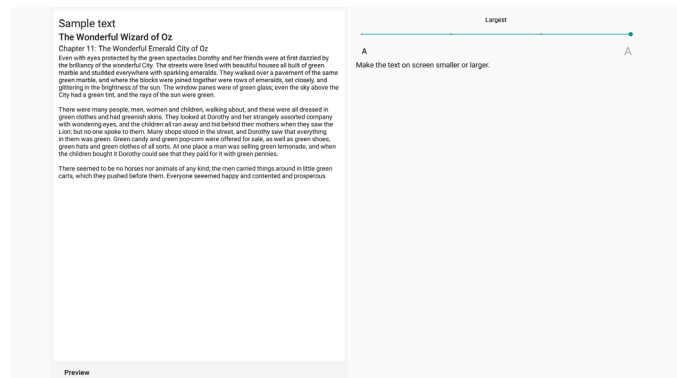 Sample text
The Wonderful Wizard of Oz
Chapter 11: The Wonderful Emerald City of Oz
Even with eyes protected by the green spectacles Dorothy and her friends were at first dazzled by
the brilliancy of the wonderful City. The streets were lined with beautiful houses all built of green
marble and studded everywhere with sparkling emeralds. They walked over a pavement of the same
green marble, and where the blocks were joined together were rows of emeralds, set closely, and
glittering in the brightness of the sun. The window panes were of green glass; even the sky above the
City had a green tint, and the rays of the sun were green.
There were many people, men, women and children, walking about, and these were all dressed in
green clothes and had greenish skins. They looked at Dorothy and her strangely assorted company
with wondering eyes, and the children all ran away and hid behind their mothers when they saw the
Lion; but no one spoke to them. Many shops stood in the street, and Dorothy saw that everything
in them was green. Green candy and green pop-corn were offered for sale, as well as green shoes,
green hats and green clothes of all sorts. At one place a man was selling green lemonade, and when
the children bought it Dorothy could see that they paid for it with green pennies.
There seemed to be no horses nor animals of any kind; the men carried things around in little green
carts, which they pushed before them. Everyone seeemed happy and contented and prosperous.
Preview
Largest
A A
Make the text on screen smaller or larger.